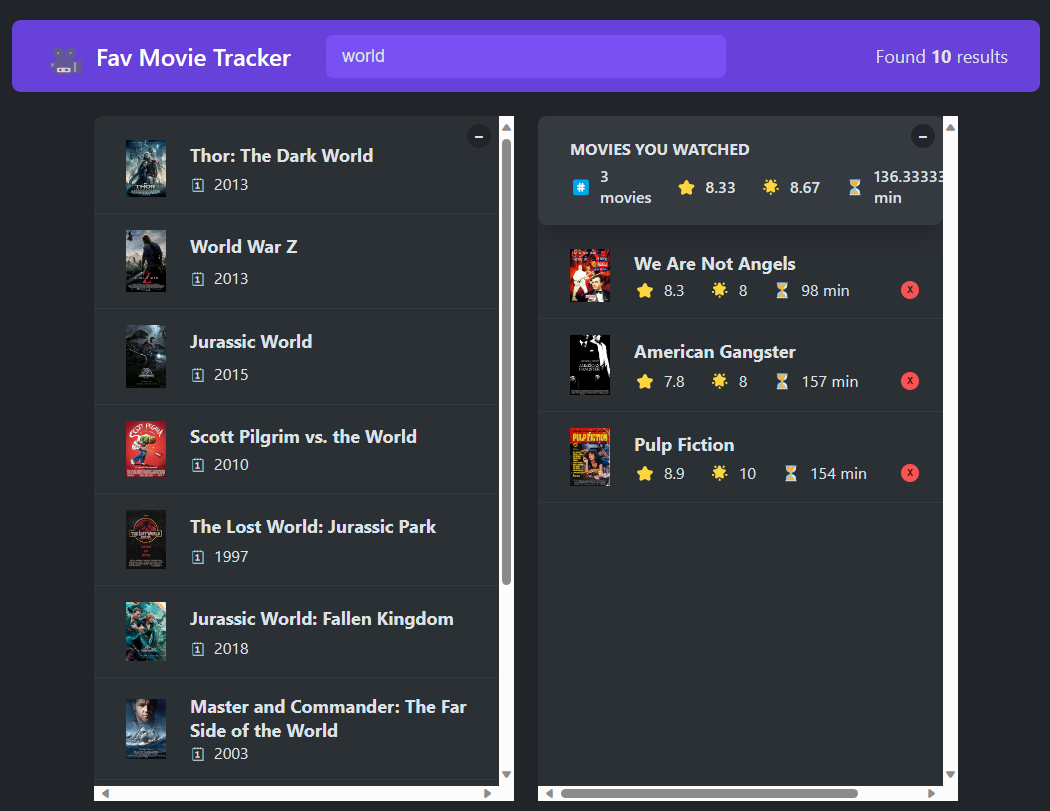 Fav Movie Tracker
world
Found 10 results
Thor: The Dark World
2013
World War Z
2013
Jurassic World
2015
Scott Pilgrim vs. the World
2010
The Lost World: Jurassic Park
1997
Jurassic World: Fallen Kingdom
2018
Master and Commander: The Far
Side of the World
2003
MOVIES YOU WATCHED
# 3 movies
8.33
8.67
136.33333 min
We Are Not Angels
8.3 8 98 min X
American Gangster
7.8 8 157 min X
Pulp Fiction
8.9 10 154 min X